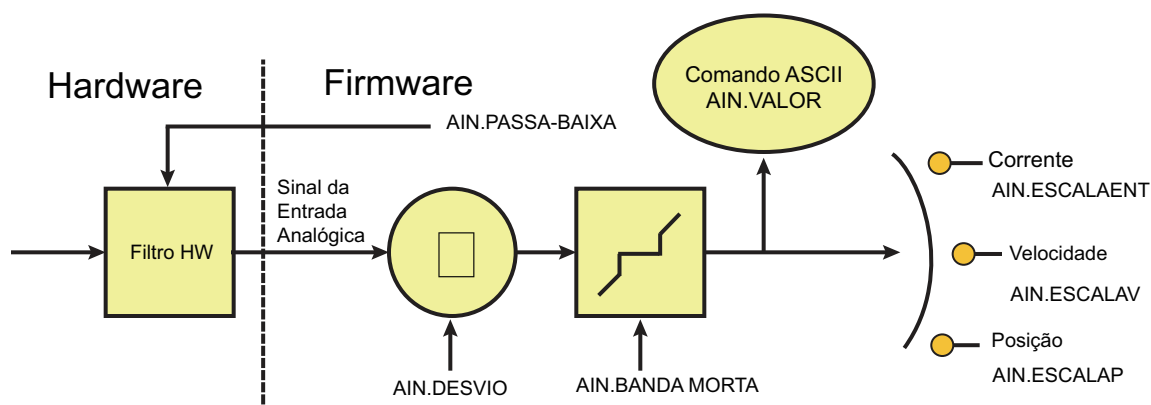 Hardware
Firmware
Comando ASCII
AIN.VALOR
AIN.PASSA-BAIXA
Filtro HW
Sinal da
Entrada
Analógica
AIN.DESVIO
AIN.BANDA MORTA
Corrente
AIN.ESCALAENT
Velocidade
AIN.ESCALAV
Posição
AIN.ESCALAP